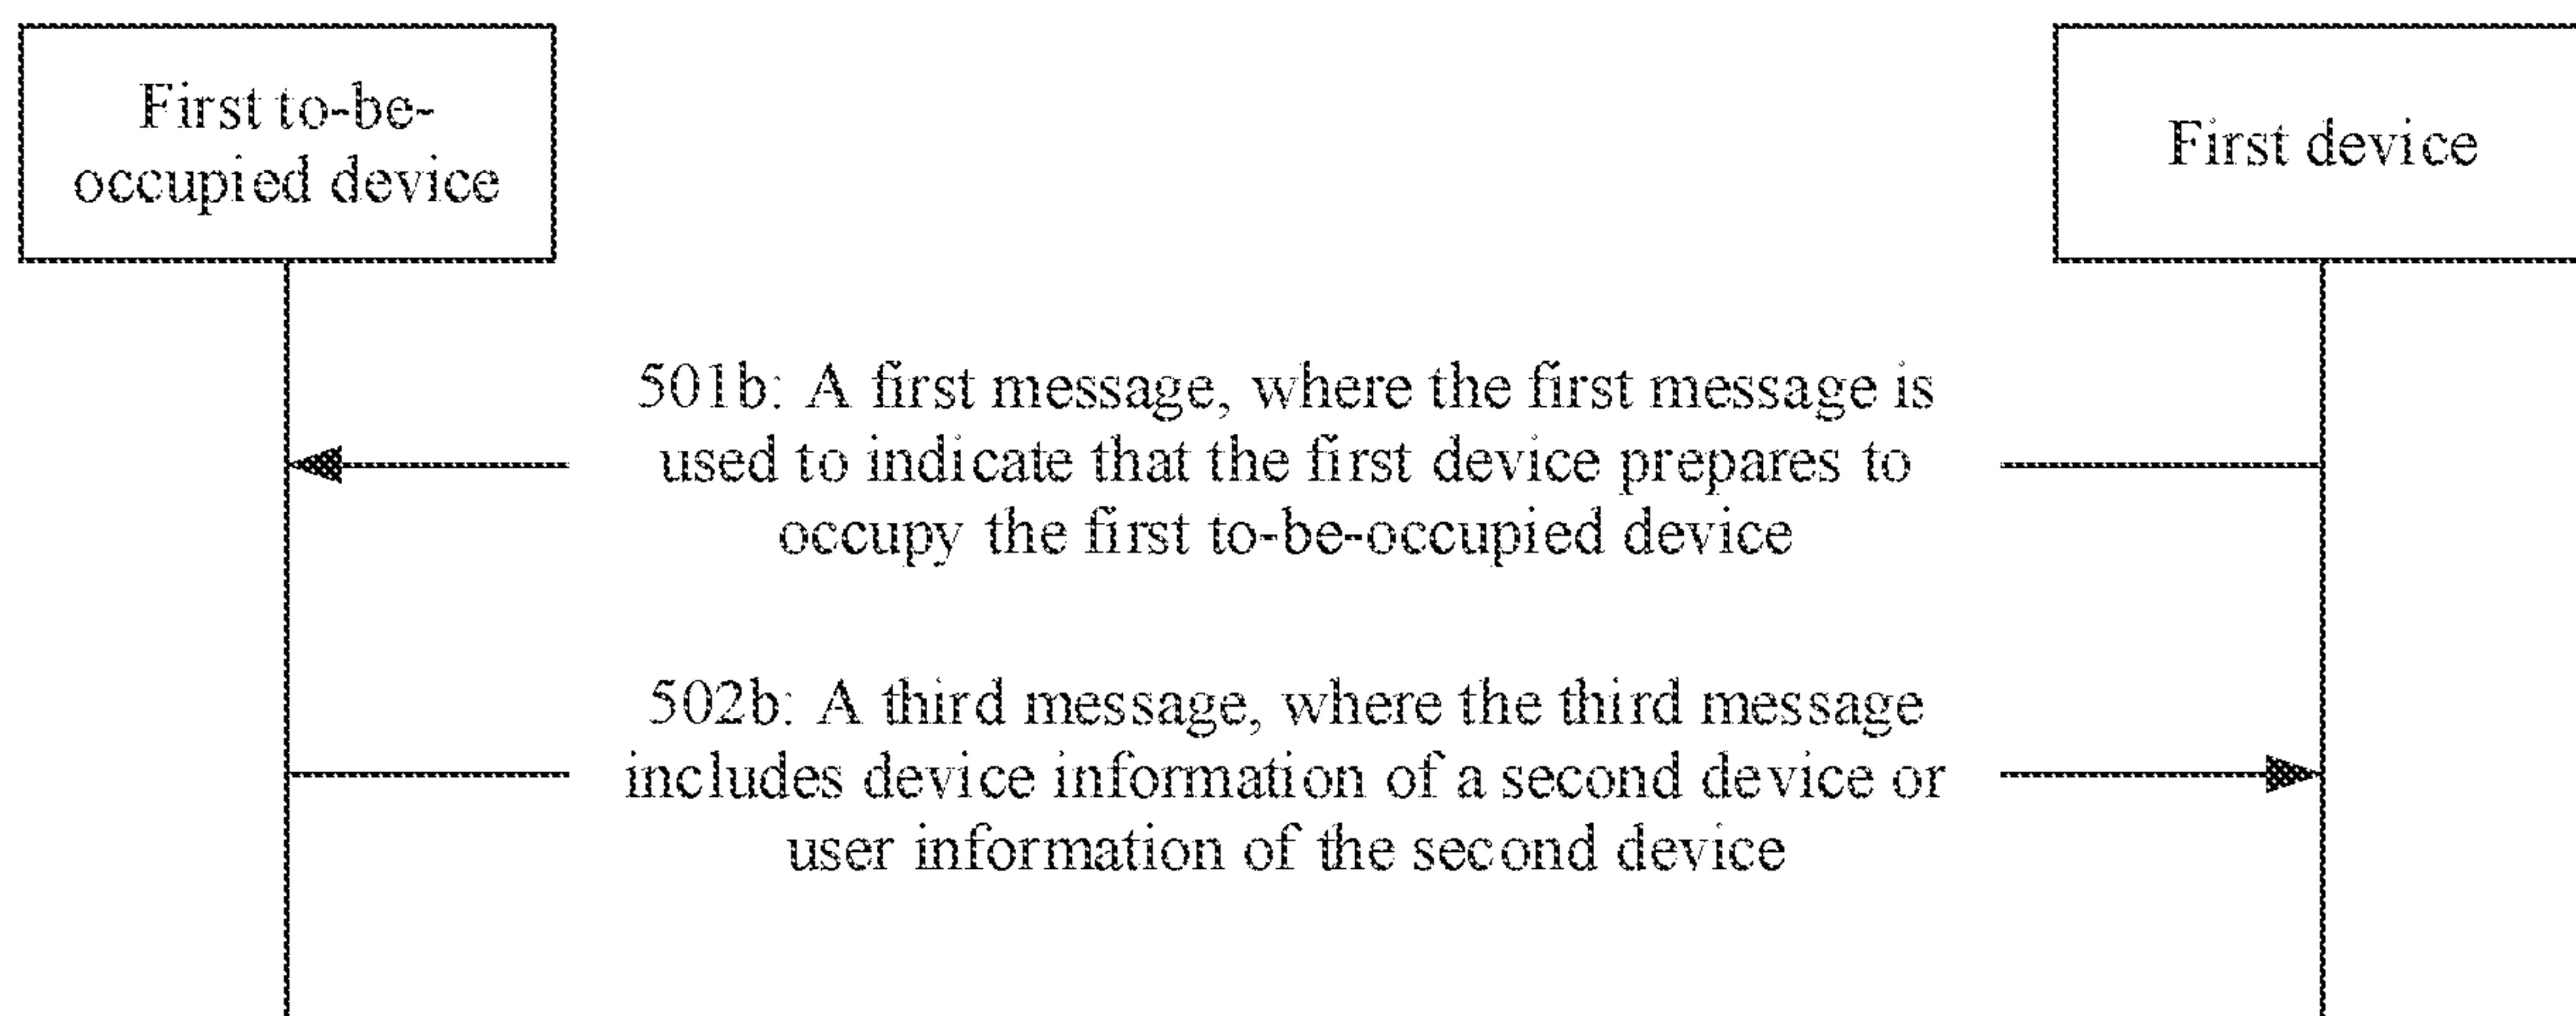 First to-be-
occupied device
First device
501b: A first message, where the first message is
used to indicate that the first device prepares to
occupy the first to-be-occupied device
502b: A third message, where the third message
includes device information of a second device or
user information of the second device